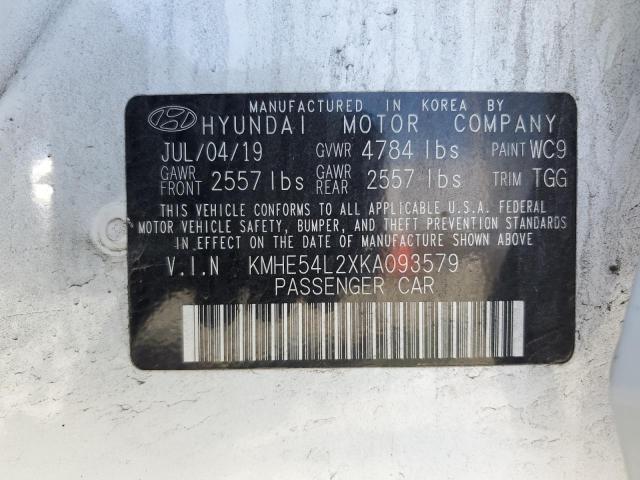 MANUFACTURED IN KOREA BY
HYUNDAI MOTOR COMPANY
JUL/04/19 GVWR 4784 lbs PAINT WC9
GAWR FRONT 2557 lbs GAWR REAR 2557 lbs TRIM TGG
THIS VEHICLE CONFORMS TO ALL APPLICABLE U.S.A. FEDERAL
MOTOR VEHICLE SAFETY, BUMPER, AND THEFT PREVENTION STANDARDS
IN EFFECT ON THE DATE OF MANUFACTURE SHOWN ABOVE
V.I.N KMHE54L2XKA093579
PASSENGER CAR